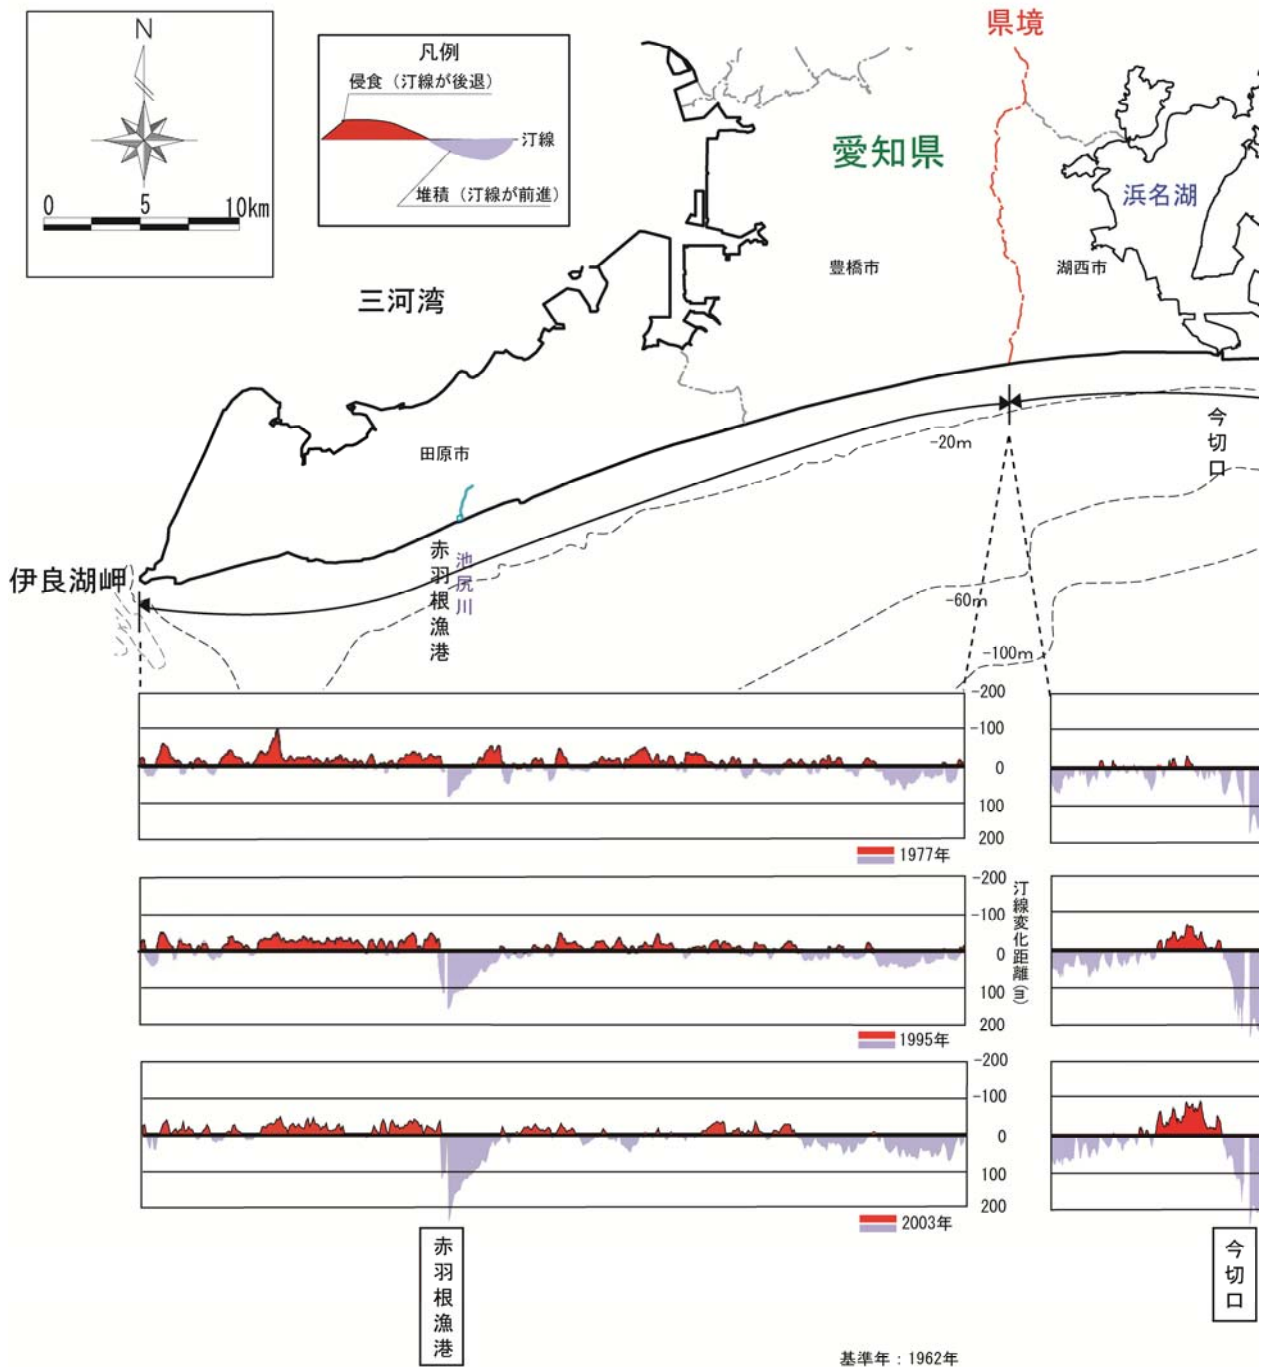 N
0 5 10km
凡例
侵食（汀線が後退）
汀線
堆積（汀線が前進）
県境
愛知県
浜名湖
豊橋市
湖西市
三河湾
田原市
伊良湖岬
赤羽根漁港
池尻川
今切口
-20m
-60m
-100m
-200
-100
0
100
200
1977年
-200
-100
0
100
200
汀線変化距離(m)
1995年
-200
-100
0
100
200
2003年
赤羽根漁港
今切口
基準年：1962年